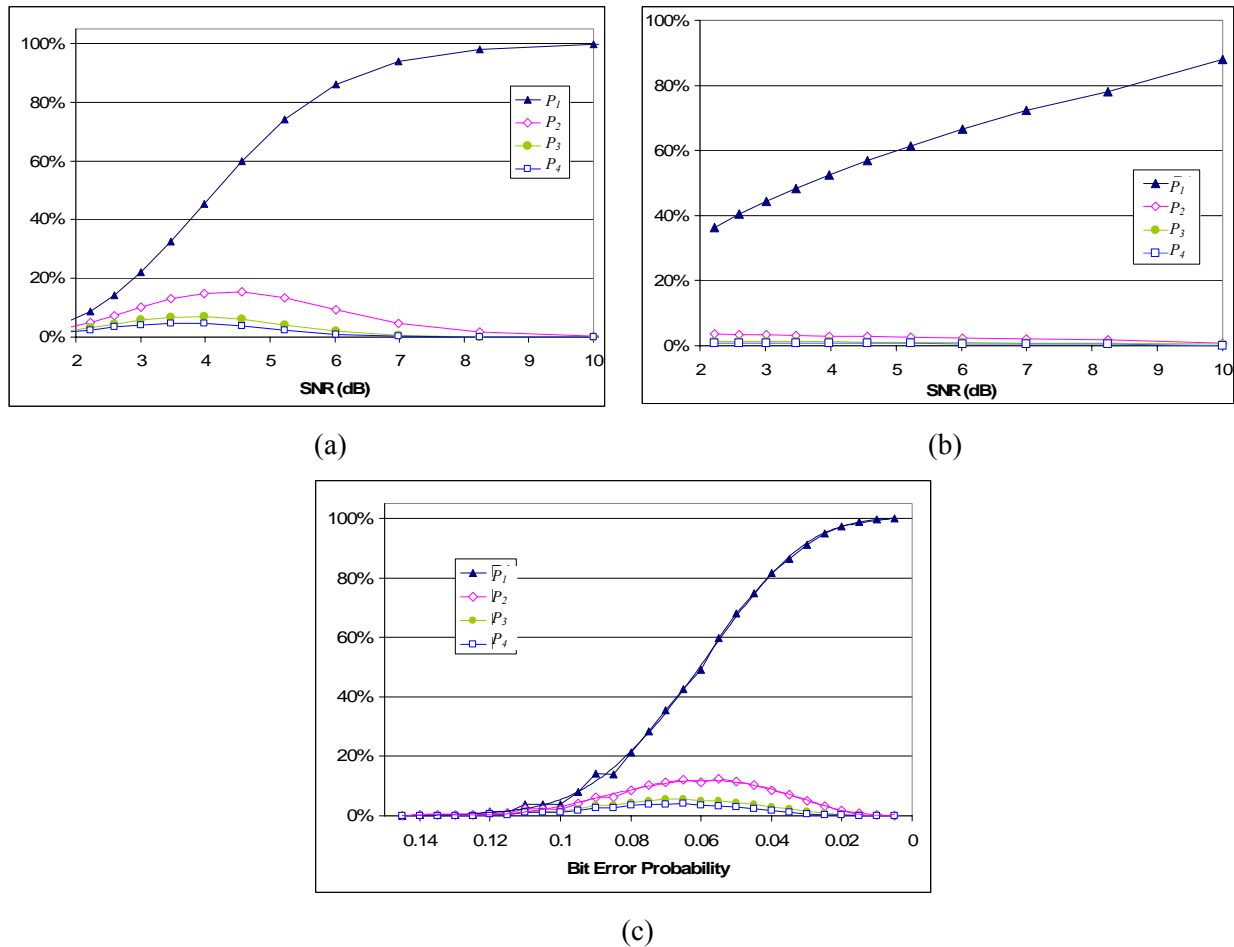 100%
80%
60%
40%
20%
0%
2 3 4 5 6 7 8 9 10
SNR (dB)
P1
P2
P3
P4
(a)
100%
80%
60%
40%
20%
0%
2 3 4 5 6 7 8 9 10
SNR (dB)
P1
P2
P3
P4
(b)
100%
80%
60%
40%
20%
0%
0.14 0.12 0.1 0.08 0.06 0.04 0.02 0
Bit Error Probability
P1
P2
P3
P4
(c)